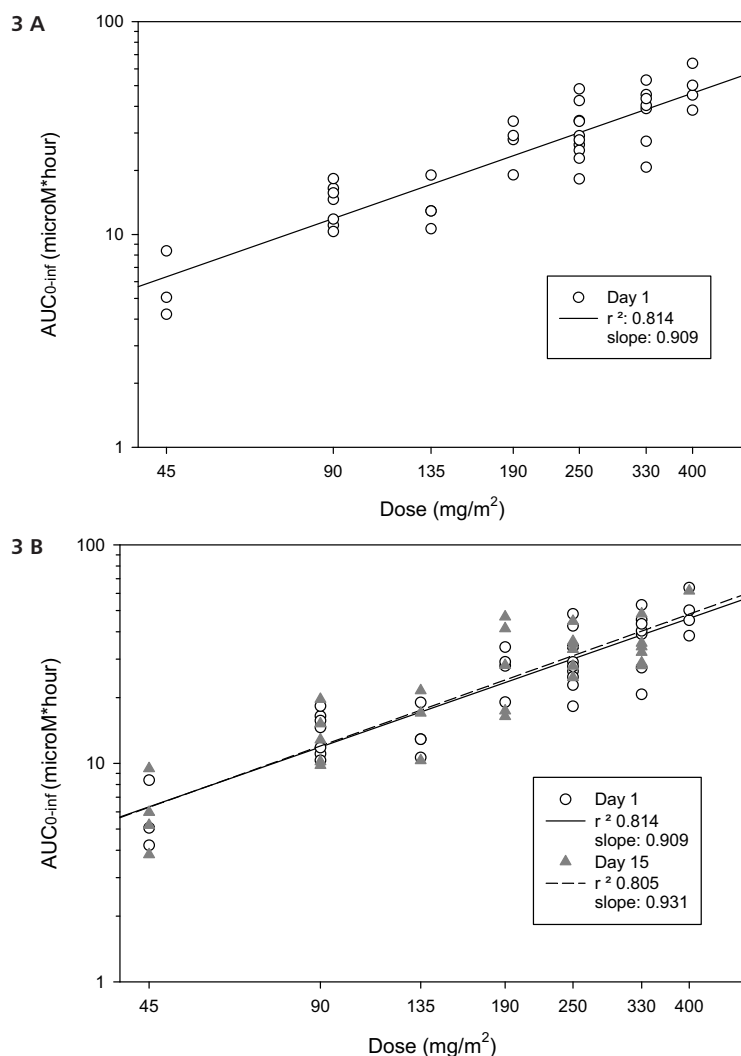 3 A
100
10
1
AUC0-inf (microM*hour)
Day 1
r ²: 0.814
slope: 0.909
45 90 135 190 250 330 400
Dose (mg/m²)
3 B
100
10
1
AUC0-inf (microM*hour)
Day 1
r ² 0.814
slope: 0.909
Day 15
r ² 0.805
slope: 0.931
45 90 135 190 250 330 400
Dose (mg/m²)